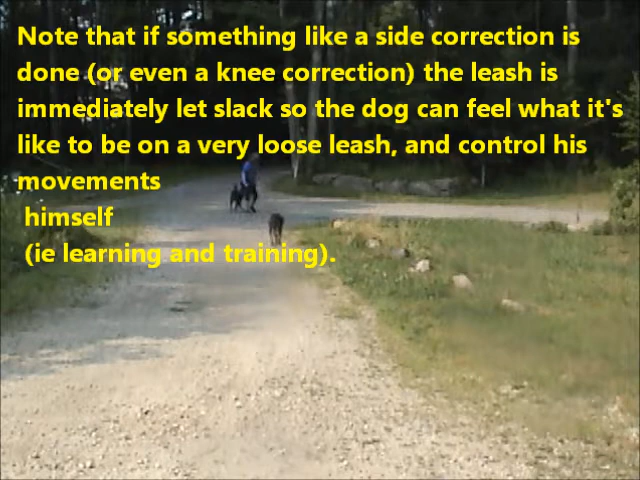 Note that if something like a side correction is
done (or even a knee correction) the leash is
immediately let slack so the dog can feel what it's
like to be on a very loose leash, and control his
movements
himself
(ie learning and training).